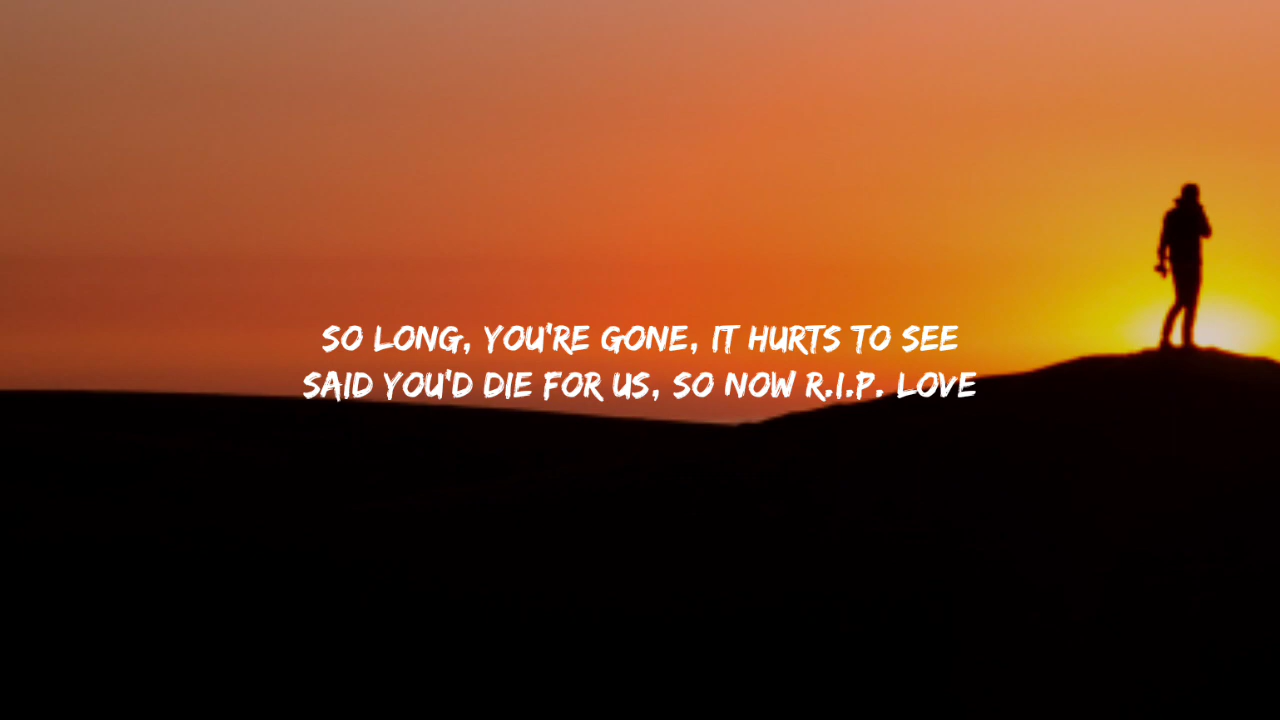 SO LONG, YOU'RE GONE, IT HURTS TO SEE
SAID YOU'D DIE FOR US, SO NOW R.I.P. LOVE